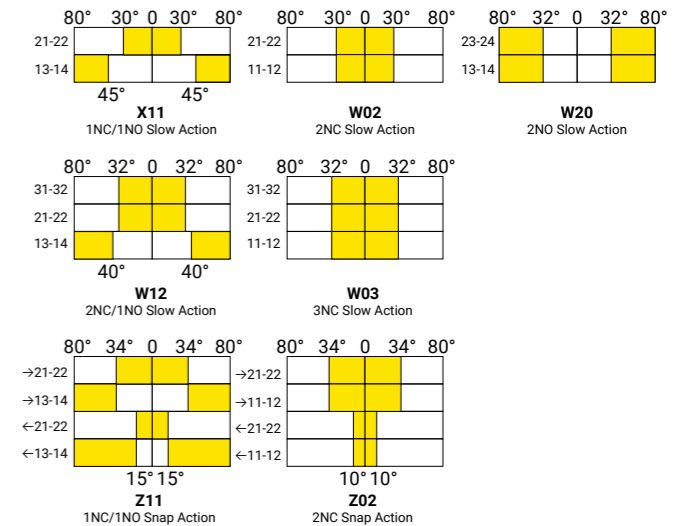 80° 30° 0 30° 80°
21-22
13-14
45° 45°
X11
1NC/1NO Slow Action
80° 30° 0 30° 80°
21-22
11-12
W02
2NC Slow Action
80° 32° 0 32° 80°
23-24
13-14
W20
2NO Slow Action
80° 32° 0 32° 80°
31-32
21-22
13-14
40° 40°
W12
2NC/1NO Slow Action
80° 32° 0 32° 80°
31-32
21-22
11-12
W03
3NC Slow Action
80° 34° 0 34° 80°
→21-22
→13-14
←21-22
←13-14
15° 15°
Z11
1NC/1NO Snap Action
80° 34° 0 34° 80°
→21-22
→11-12
←21-22
←11-12
10° 10°
Z02
2NC Snap Action